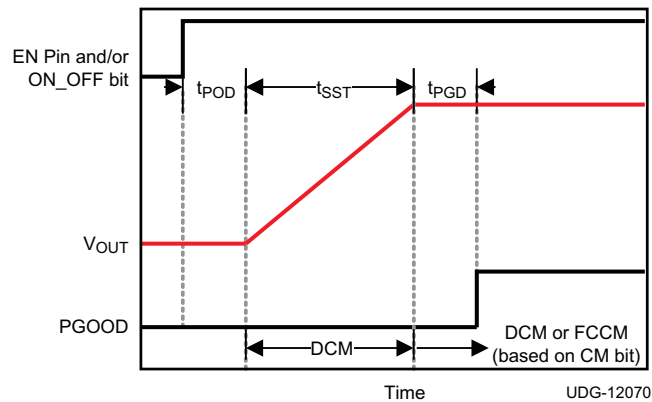 EN Pin and/or
ON_OFF bit
tPOD
tSST
tPGD
VOUT
PGOOD
DCM
DCM or FCCM
(based on CM bit)
Time
UDG-12070